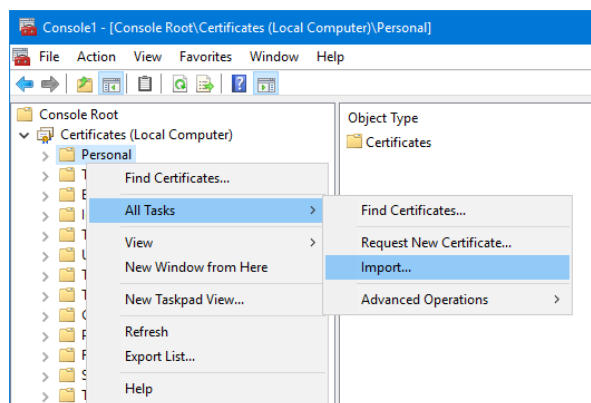 Console1 - [Console Root\Certificates (Local Computer)\Personal]
File Action View Favorites Window Help
Console Root
Certificates (Local Computer)
Personal
Object Type
Certificates
Find Certificates...
All Tasks
View
New Window from Here
New Taskpad View...
Refresh
Export List...
Help
Find Certificates...
Request New Certificate...
Import...
Advanced Operations